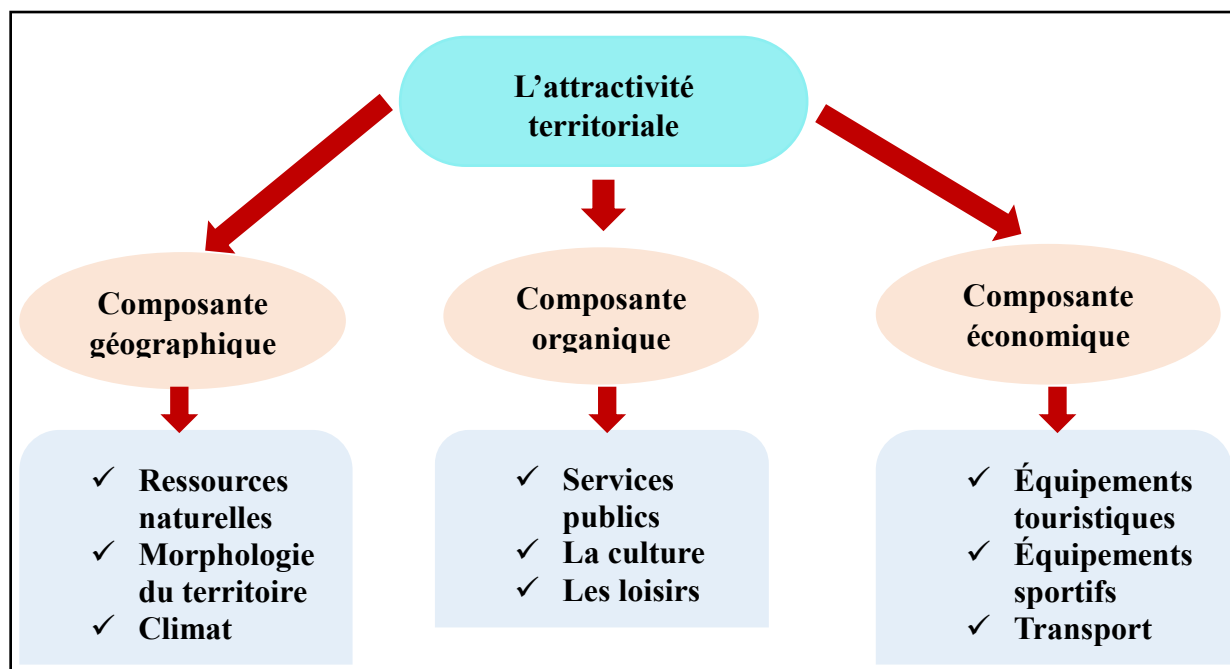 L’attractivité
territoriale
Composante
géographique
Composante
organique
Composante
économique
✓ Ressources
naturelles
✓ Morphologie
du territoire
✓ Climat
✓ Services
publics
✓ La culture
✓ Les loisirs
✓ Équipements
touristiques
✓ Équipements
sportifs
✓ Transport